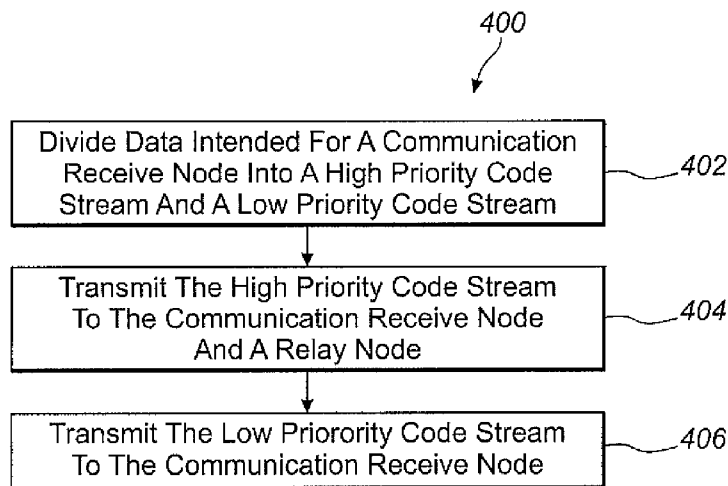 400
Divide Data Intended For A Communication
Receive Node Into A High Priority Code
Stream And A Low Priority Code Stream
402
Transmit The High Priority Code Stream
To The Communication Receive Node
And A Relay Node
404
Transmit The Low Priorority Code Stream
To The Communication Receive Node
406